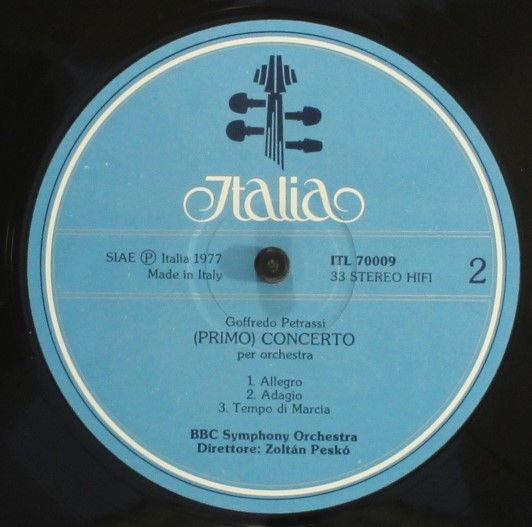 Italia
SIAE Ⓟ Italia 1977
Made in Italy
ITL 70009
33 STEREO HIFI
2
Goffredo Petrassi
(PRIMO) CONCERTO
per orchestra
1. Allegro
2. Adagio
3. Tempo di Marcia
BBC Symphony Orchestra
Direttore: Zoltán Peskó